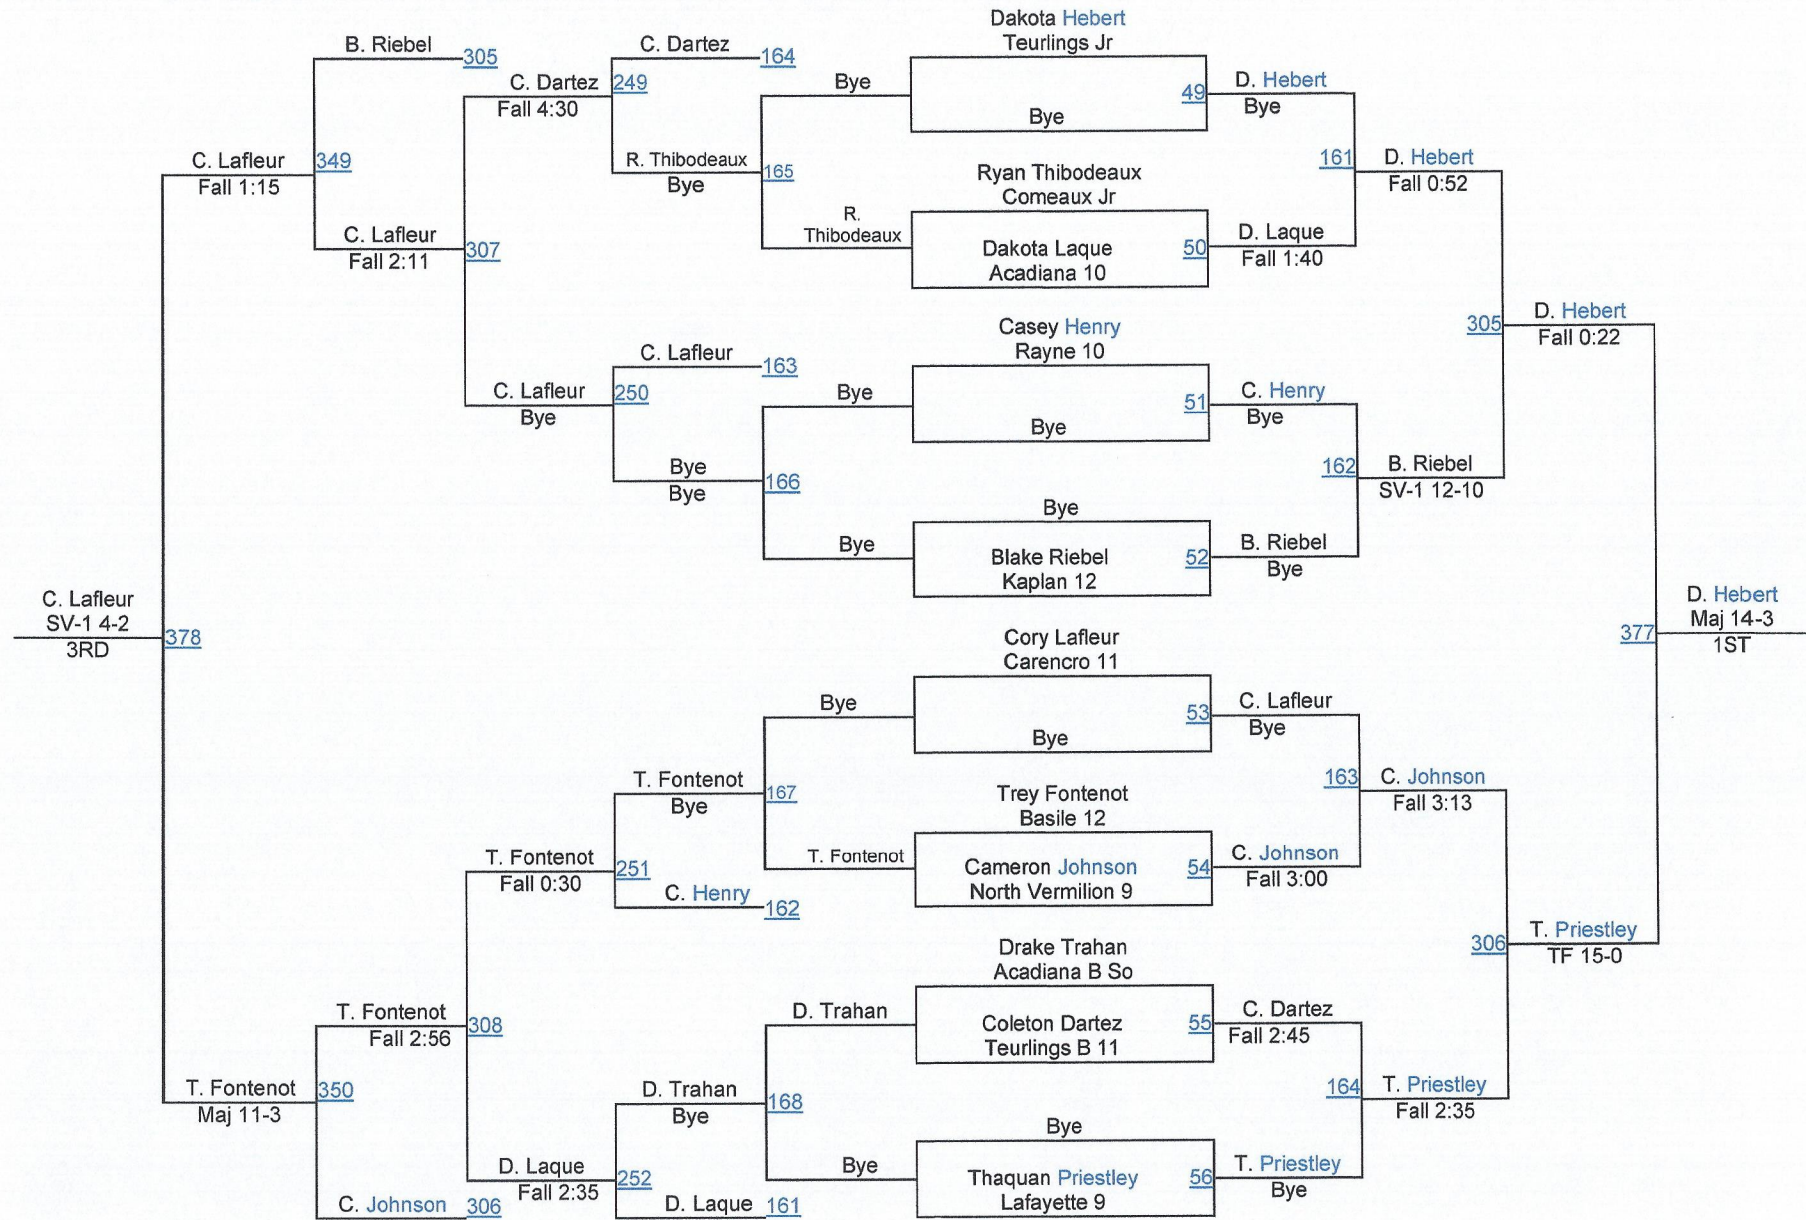 Dakota Hebert
Teurlings Jr
B. Riebel
305
C. Dartez
164
C. Dartez
249
Fall 4:30
Bye
49
D. Hebert
Bye
Bye
C. Lafleur
349
Fall 1:15
R. Thibodeaux
165
Bye
Ryan Thibodeaux
Comeaux Jr
161
D. Hebert
Fall 0:52
C. Lafleur
307
Fall 2:11
R.
Thibodeaux
Dakota Laque
Acadiana 10
50
D. Laque
Fall 1:40
Casey Henry
Rayne 10
305
D. Hebert
Fall 0:22
C. Lafleur
163
C. Lafleur
250
Bye
Bye
51
C. Henry
Bye
Bye
Bye
166
Bye
162
B. Riebel
SV-1 12-10
Bye
Bye
Blake Riebel
Kaplan 12
52
B. Riebel
Bye
C. Lafleur
SV-1 4-2
378
3RD
D. Hebert
Maj 14-3
377
1ST
Cory Lafleur
Carencro 11
Bye
53
C. Lafleur
Bye
Bye
T. Fontenot
167
Bye
Trey Fontenot
Basile 12
163
C. Johnson
Fall 3:13
T. Fontenot
251
Fall 0:30
T. Fontenot
Cameron Johnson
North Vermilion 9
54
C. Johnson
Fall 3:00
C. Henry
162
Drake Trahan
Acadiana B So
306
T. Priestley
TF 15-0
T. Fontenot
308
Fall 2:56
D. Trahan
Coleton Dartez
Teurlings B 11
55
C. Dartez
Fall 2:45
T. Fontenot
350
Maj 11-3
D. Trahan
168
Bye
164
T. Priestley
Fall 2:35
Bye
D. Laque
252
Fall 2:35
Bye
Thaquan Priestley
Lafayette 9
56
T. Priestley
Bye
C. Johnson
306
D. Laque
161